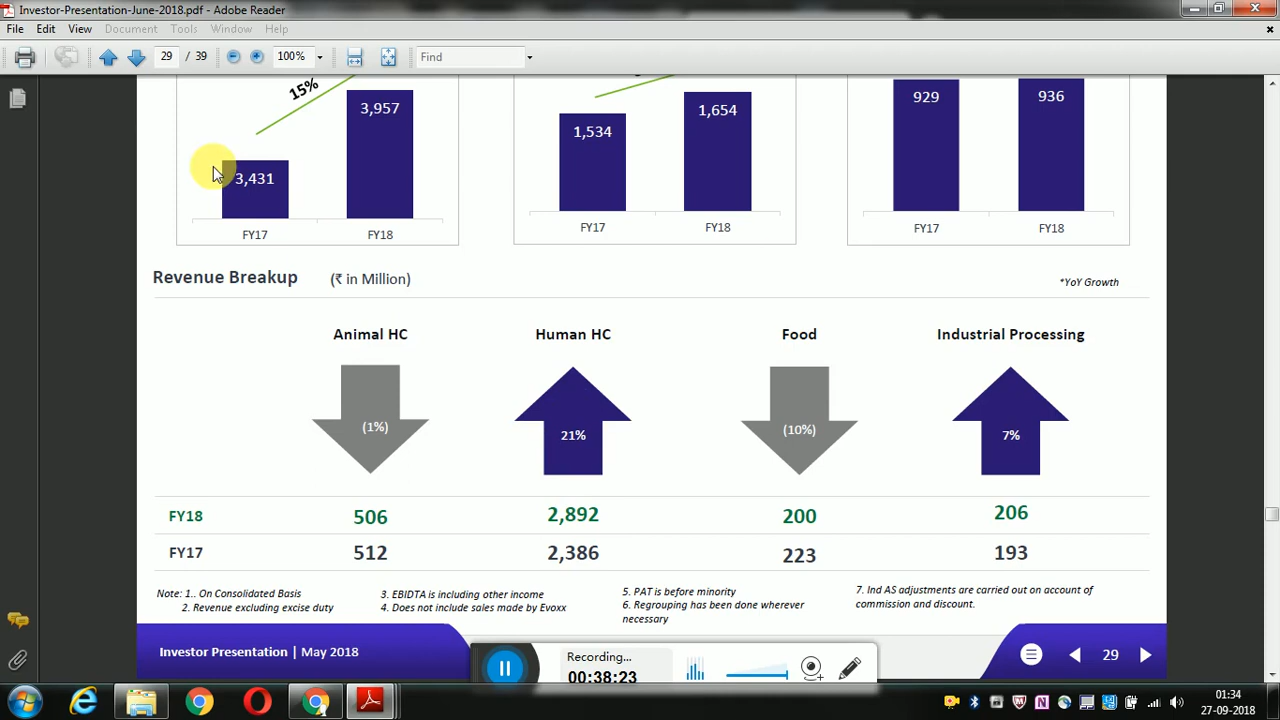 Investor-Presentation-June-2018.pdf - Adobe Reader
File Edit View Document Tools Window Help
29 / 39 100% Find
15%
3,431 3,957
FY17 FY18
1,534 1,654
FY17 FY18
929 936
FY17 FY18
Revenue Breakup (₹ in Million)
*YoY Growth
Animal HC Human HC Food Industrial Processing
(1%) 21% (10%) 7%
FY18 506 2,892 200 206
FY17 512 2,386 223 193
Note: 1.. On Consolidated Basis
2. Revenue excluding excise duty
3. EBIDTA is including other income
4. Does not include sales made by Evoxx
5. PAT is before minority
6. Regrouping has been done wherever
necessary
7. Ind AS adjustments are carried out on account of
commission and discount.
Investor Presentation | May 2018
29
Recording...
00:38:23
01:34
27-09-2018